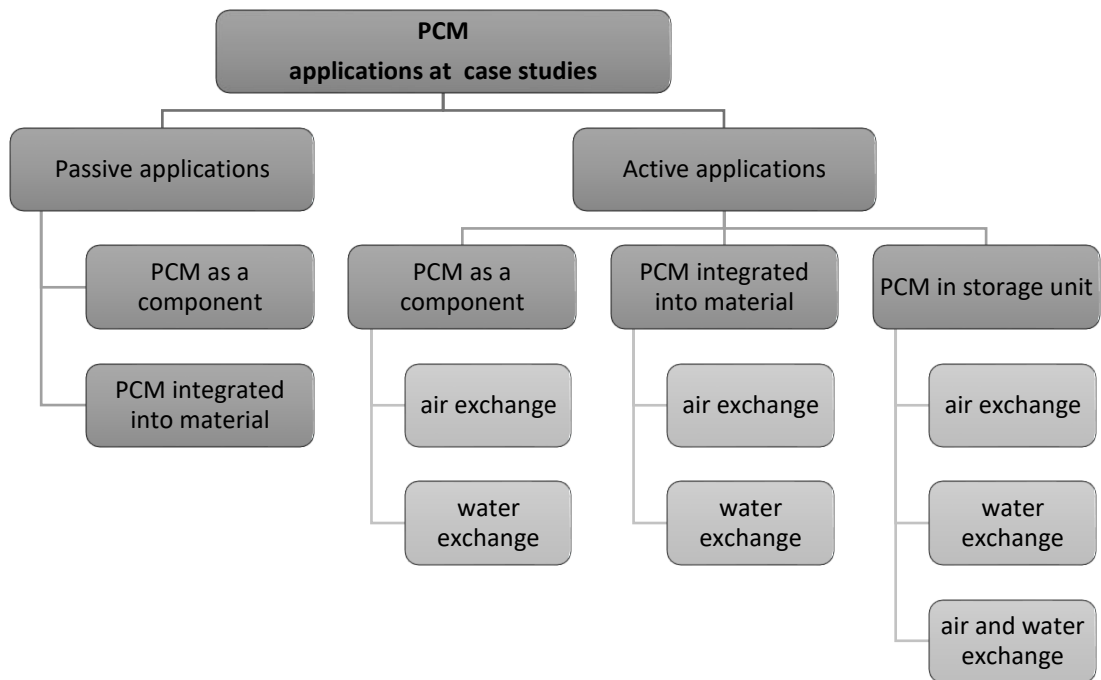 PCM
applications at case studies
Passive applications
Active applications
PCM as a
component
PCM integrated
into material
PCM as a
component
air exchange
water
exchange
PCM integrated
into material
air exchange
water
exchange
PCM in storage unit
air exchange
water
exchange
air and water
exchange